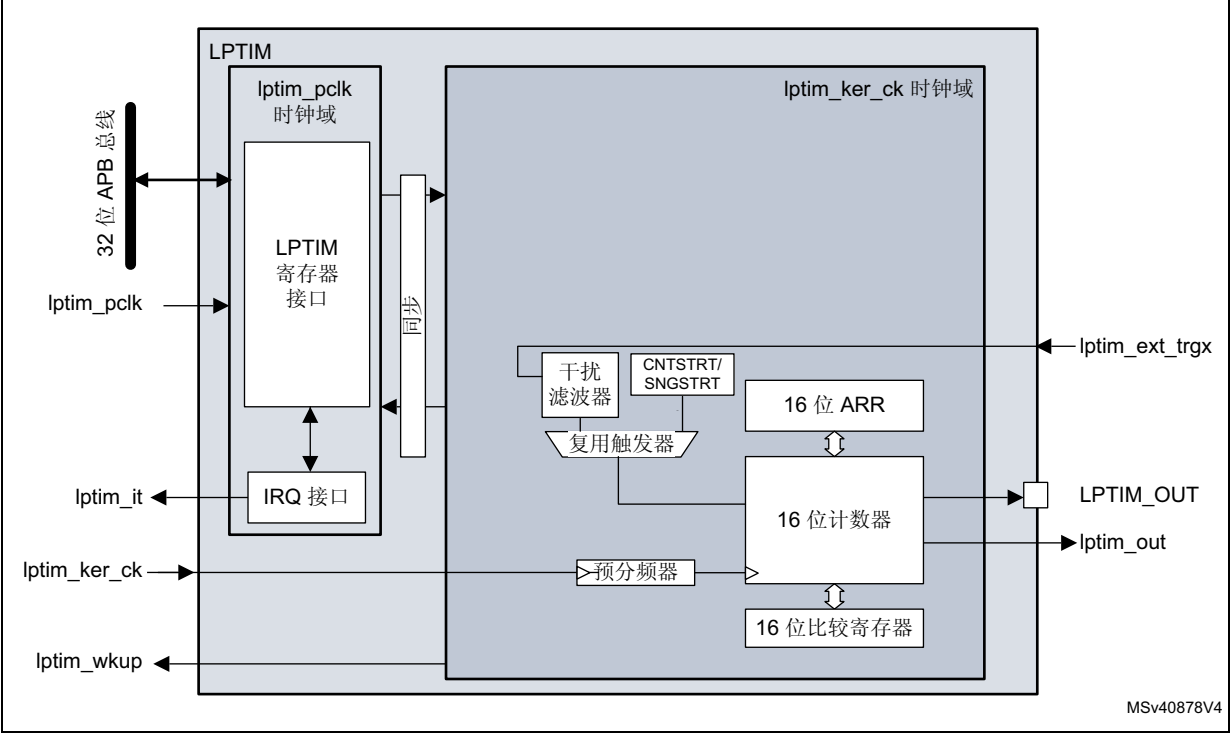 LPTIM
lptim_pclk
时钟域
lptim_ker_ck 时钟域
32 位 APB 总线
LPTIM
寄存器
接口
lptim_pclk
同步
lptim_ext_trgx
干扰
滤波器
CNTSTRT/
SNGSTRT
16 位 ARR
复用触发器
lptim_it
IRQ 接口
16 位计数器
LPTIM_OUT
lptim_out
lptim_ker_ck
预分频器
16 位比较寄存器
lptim_wkup
MSv40878V4